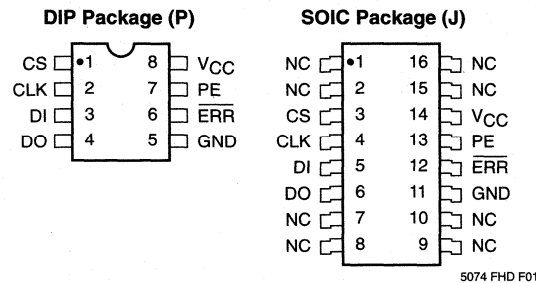 DIP Package (P)
CS 1 8 VCC
CLK 2 7 PE
DI 3 6 ERR
DO 4 5 GND
SOIC Package (J)
NC 1 16 NC
NC 2 15 NC
CS 3 14 VCC
CLK 4 13 PE
DI 5 12 ERR
DO 6 11 GND
NC 7 10 NC
NC 8 9 NC
5074 FHD F01